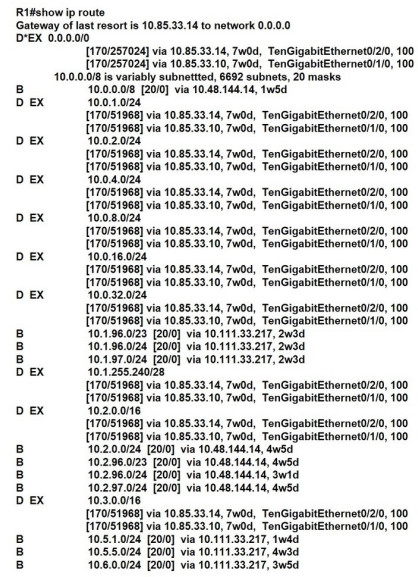 R1#show ip route
Gateway of last resort is 10.85.33.14 to network 0.0.0.0
D*EX 0.0.0.0/0
[170/257024] via 10.85.33.14, 7w0d, TenGigabitEthernet0/2/0, 100
[170/257024] via 10.85.33.10, 7w0d, TenGigabitEthernet0/1/0, 100
10.0.0.0/8 is variably subnettted, 6692 subnets, 20 masks
B 10.0.0.0/8 [20/0] via 10.48.144.14, 1w5d
D EX 10.0.1.0/24
[170/51968] via 10.85.33.14, 7w0d, TenGigabitEthernet0/2/0, 100
[170/51968] via 10.85.33.10, 7w0d, TenGigabitEthernet0/1/0, 100
D EX 10.0.2.0/24
[170/51968] via 10.85.33.14, 7w0d, TenGigabitEthernet0/2/0, 100
[170/51968] via 10.85.33.10, 7w0d, TenGigabitEthernet0/1/0, 100
D EX 10.0.4.0/24
[170/51968] via 10.85.33.14, 7w0d, TenGigabitEthernet0/2/0, 100
[170/51968] via 10.85.33.10, 7w0d, TenGigabitEthernet0/1/0, 100
D EX 10.0.8.0/24
[170/51968] via 10.85.33.14, 7w0d, TenGigabitEthernet0/2/0, 100
[170/51968] via 10.85.33.10, 7w0d, TenGigabitEthernet0/1/0, 100
D EX 10.0.16.0/24
[170/51968] via 10.85.33.14, 7w0d, TenGigabitEthernet0/2/0, 100
[170/51968] via 10.85.33.10, 7w0d, TenGigabitEthernet0/1/0, 100
D EX 10.0.32.0/24
[170/51968] via 10.85.33.14, 7w0d, TenGigabitEthernet0/2/0, 100
[170/51968] via 10.85.33.10, 7w0d, TenGigabitEthernet0/1/0, 100
B 10.1.96.0/23 [20/0] via 10.111.33.217, 2w3d
B 10.1.96.0/24 [20/0] via 10.111.33.217, 2w3d
B 10.1.97.0/24 [20/0] via 10.111.33.217, 2w3d
D EX 10.1.255.240/28
[170/51968] via 10.85.33.14, 7w0d, TenGigabitEthernet0/2/0, 100
[170/51968] via 10.85.33.10, 7w0d, TenGigabitEthernet0/1/0, 100
D EX 10.2.0.0/16
[170/51968] via 10.85.33.14, 7w0d, TenGigabitEthernet0/2/0, 100
[170/51968] via 10.85.33.10, 7w0d, TenGigabitEthernet0/1/0, 100
B 10.2.0.0/24 [20/0] via 10.48.144.14, 4w5d
B 10.2.96.0/23 [20/0] via 10.48.144.14, 4w5d
B 10.2.96.0/24 [20/0] via 10.48.144.14, 3w1d
B 10.2.97.0/24 [20/0] via 10.48.144.14, 4w5d
D EX 10.3.0.0/16
[170/51968] via 10.85.33.14, 7w0d, TenGigabitEthernet0/2/0, 100
[170/51968] via 10.85.33.10, 7w0d, TenGigabitEthernet0/1/0, 100
B 10.5.1.0/24 [20/0] via 10.111.33.217, 1w4d
B 10.5.5.0/24 [20/0] via 10.111.33.217, 4w3d
B 10.6.0.0/24 [20/0] via 10.111.33.217, 3w5d